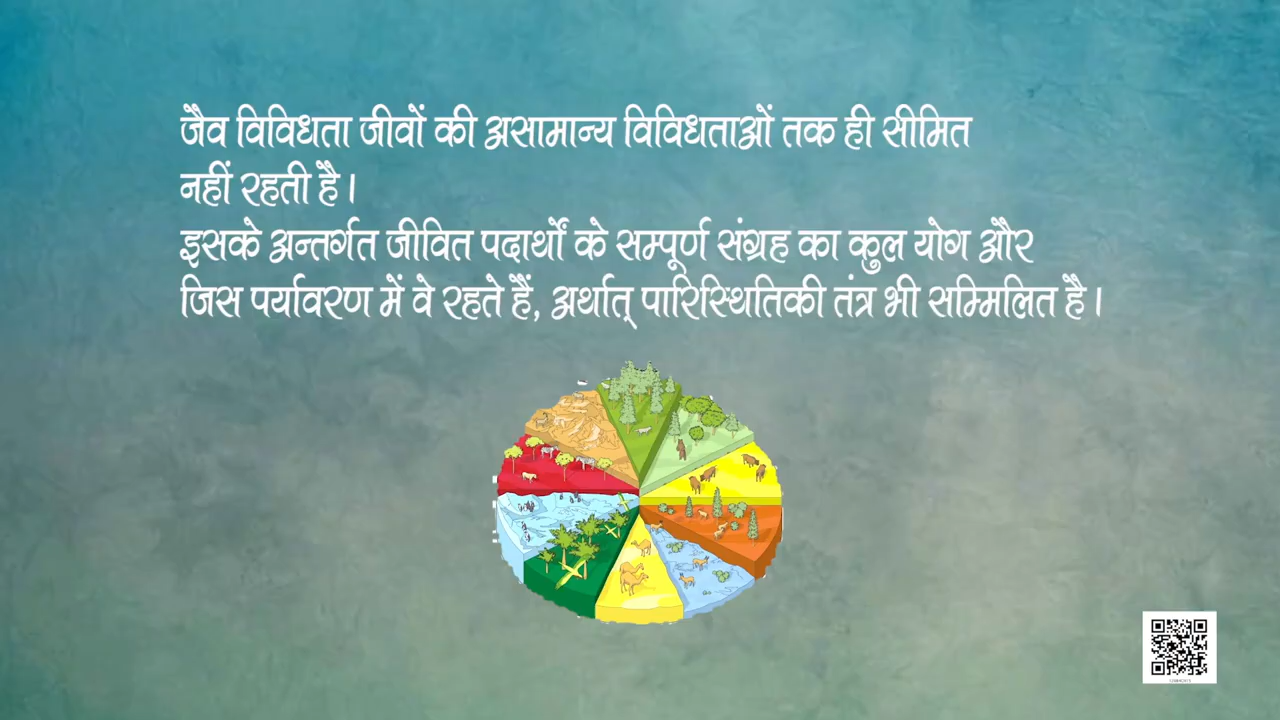 जैव विविधता जीवों की असामान्य विविधताओं तक ही सीमित
नहीं रहती है।
इसके अन्तर्गत जीवित पदार्थों के सम्पूर्ण संग्रह का कुल योग और
जिस पर्यावरण में वे रहते हैं, अर्थात् पारिस्थितिकी तंत्र भी सम्मिलित है।